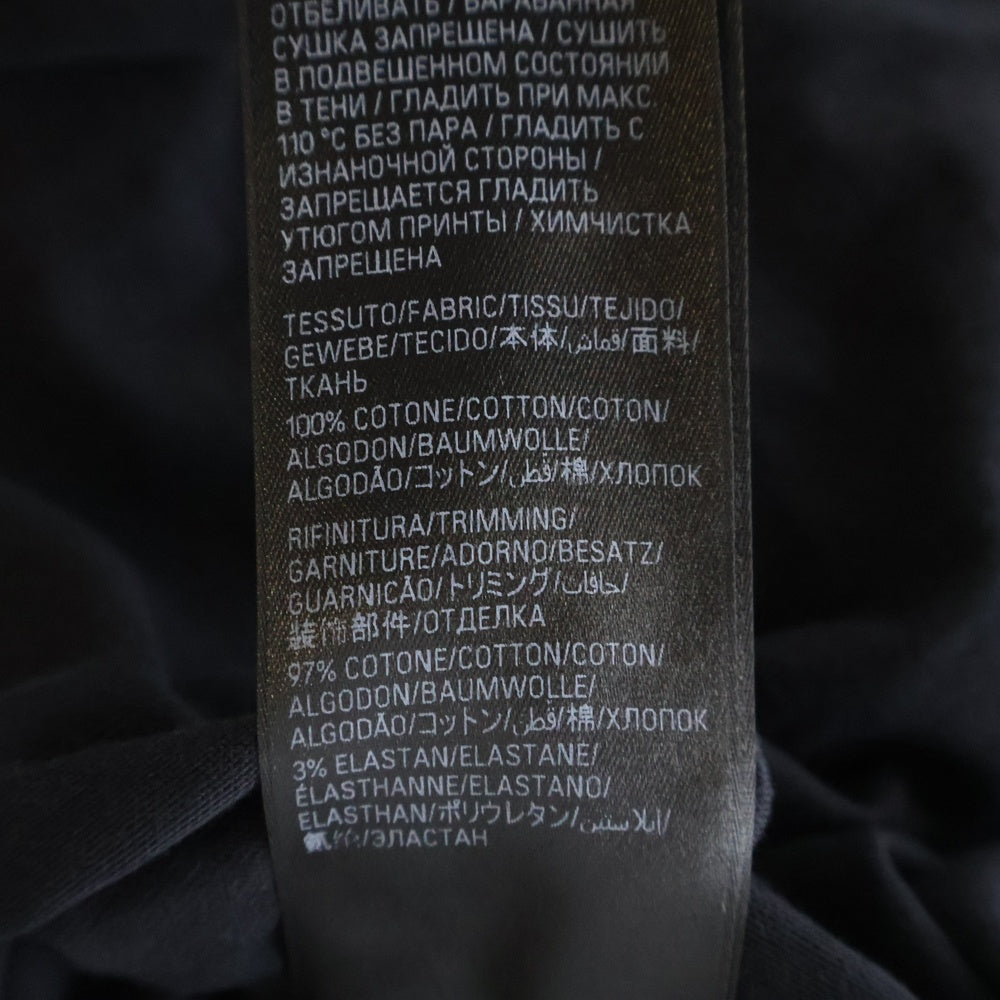 ОТБЕЛИВАТЬ / БАРАБАННАЯ
СУШКА ЗАПРЕЩЕНА / СУШИТЬ
В ПОДВЕШЕННОМ СОСТОЯНИИ
В ТЕНИ / ГЛАДИТЬ ПРИ МАКС.
110 °C БЕЗ ПАРА / ГЛАДИТЬ С
ИЗНАНОЧНОЙ СТОРОНЫ /
ЗАПРЕЩАЕТСЯ ГЛАДИТЬ
УТЮГОМ ПРИНТЫ / ХИМЧИСТКА
ЗАПРЕЩЕНА
TESSUTO/FABRIC/TISSU/TEJIDO/
GEWEBE/TECIDO/本体/قماش/面料/
ТКАНЬ
100% COTONE/COTTON/COTON/
ALGODON/BAUMWOLLE/
ALGODÃO/コットン/قطن/棉/ХЛОПОК
RIFINITURA/TRIMMING/
GARNITURE/ADORNO/BESATZ/
GUARNICÃO/トリミング/حافات/
装饰部件/ОТДЕЛКА
97% COTONE/COTTON/COTON/
ALGODON/BAUMWOLLE/
ALGODÃO/コットン/قطن/棉/ХЛОПОК
3% ELASTAN/ELASTANE/
ÉLASTHANNE/ELASTANO/
ELASTHAN/ポリウレタン/إيلاستين/
/ЭЛАСТАН